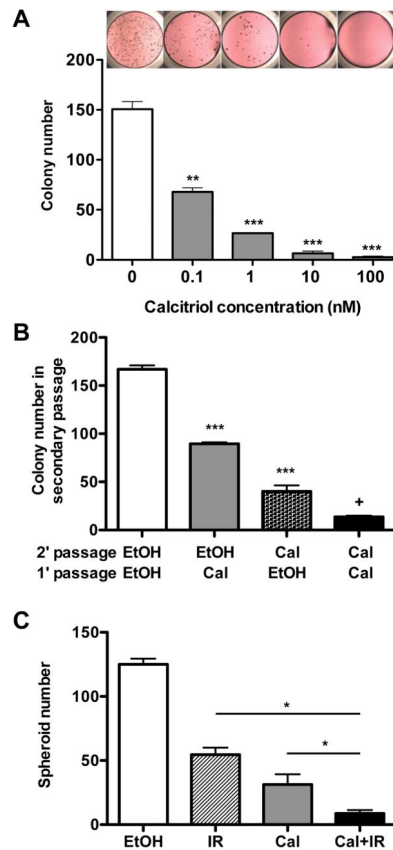 A
200
150
100
50
0
Colony number
**
***
***
***
0 0.1 1 10 100
Calcitriol concentration (nM)
B
200
150
100
50
0
Colony number in
secondary passage
***
***
+
2' passage EtOH EtOH Cal Cal
1' passage EtOH Cal EtOH Cal
C
150
100
50
0
Spheroid number
*
*
EtOH IR Cal Cal+IR